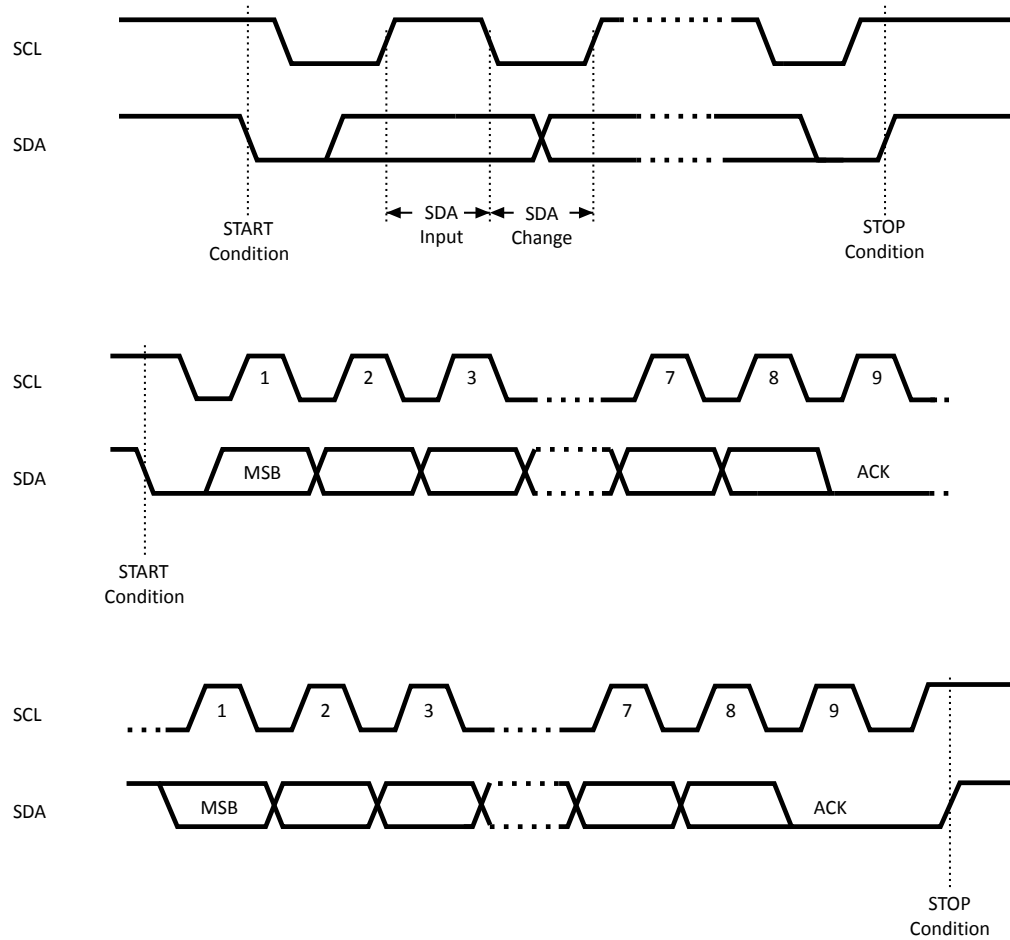 SCL
SDA
SDA
Input
SDA
Change
START
Condition
STOP
Condition
SCL
1
2
3
7
8
9
SDA
MSB
ACK
START
Condition
SCL
1
2
3
7
8
9
SDA
MSB
ACK
STOP
Condition